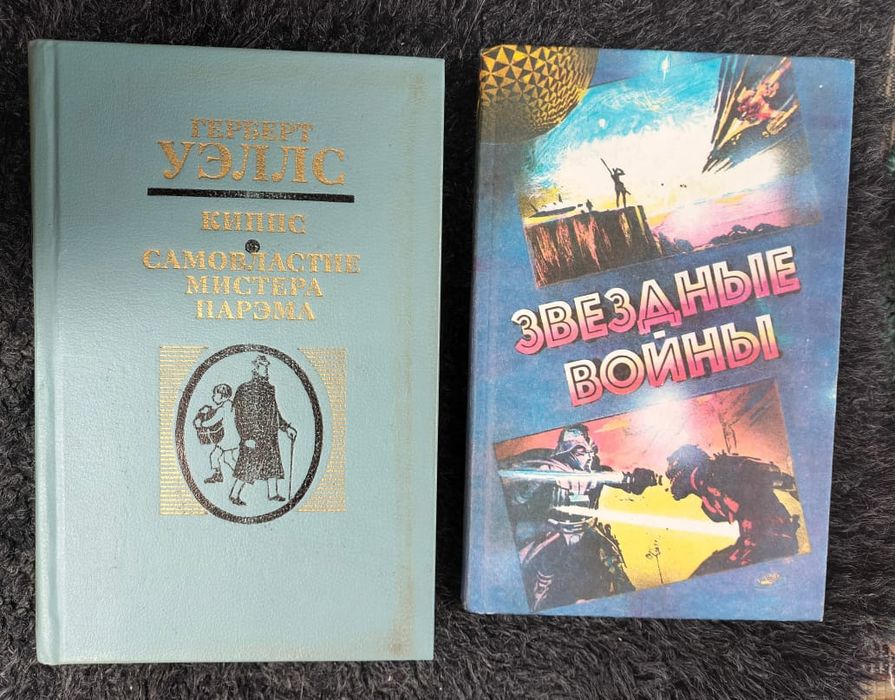 ГЕРБЕРТ
УЭЛЛС
КИППС
САМОВЛАСТИЕ
МИСТЕРА
ПАРЭМА
ЗВЕЗДНЫЕ
ВОЙНЫ